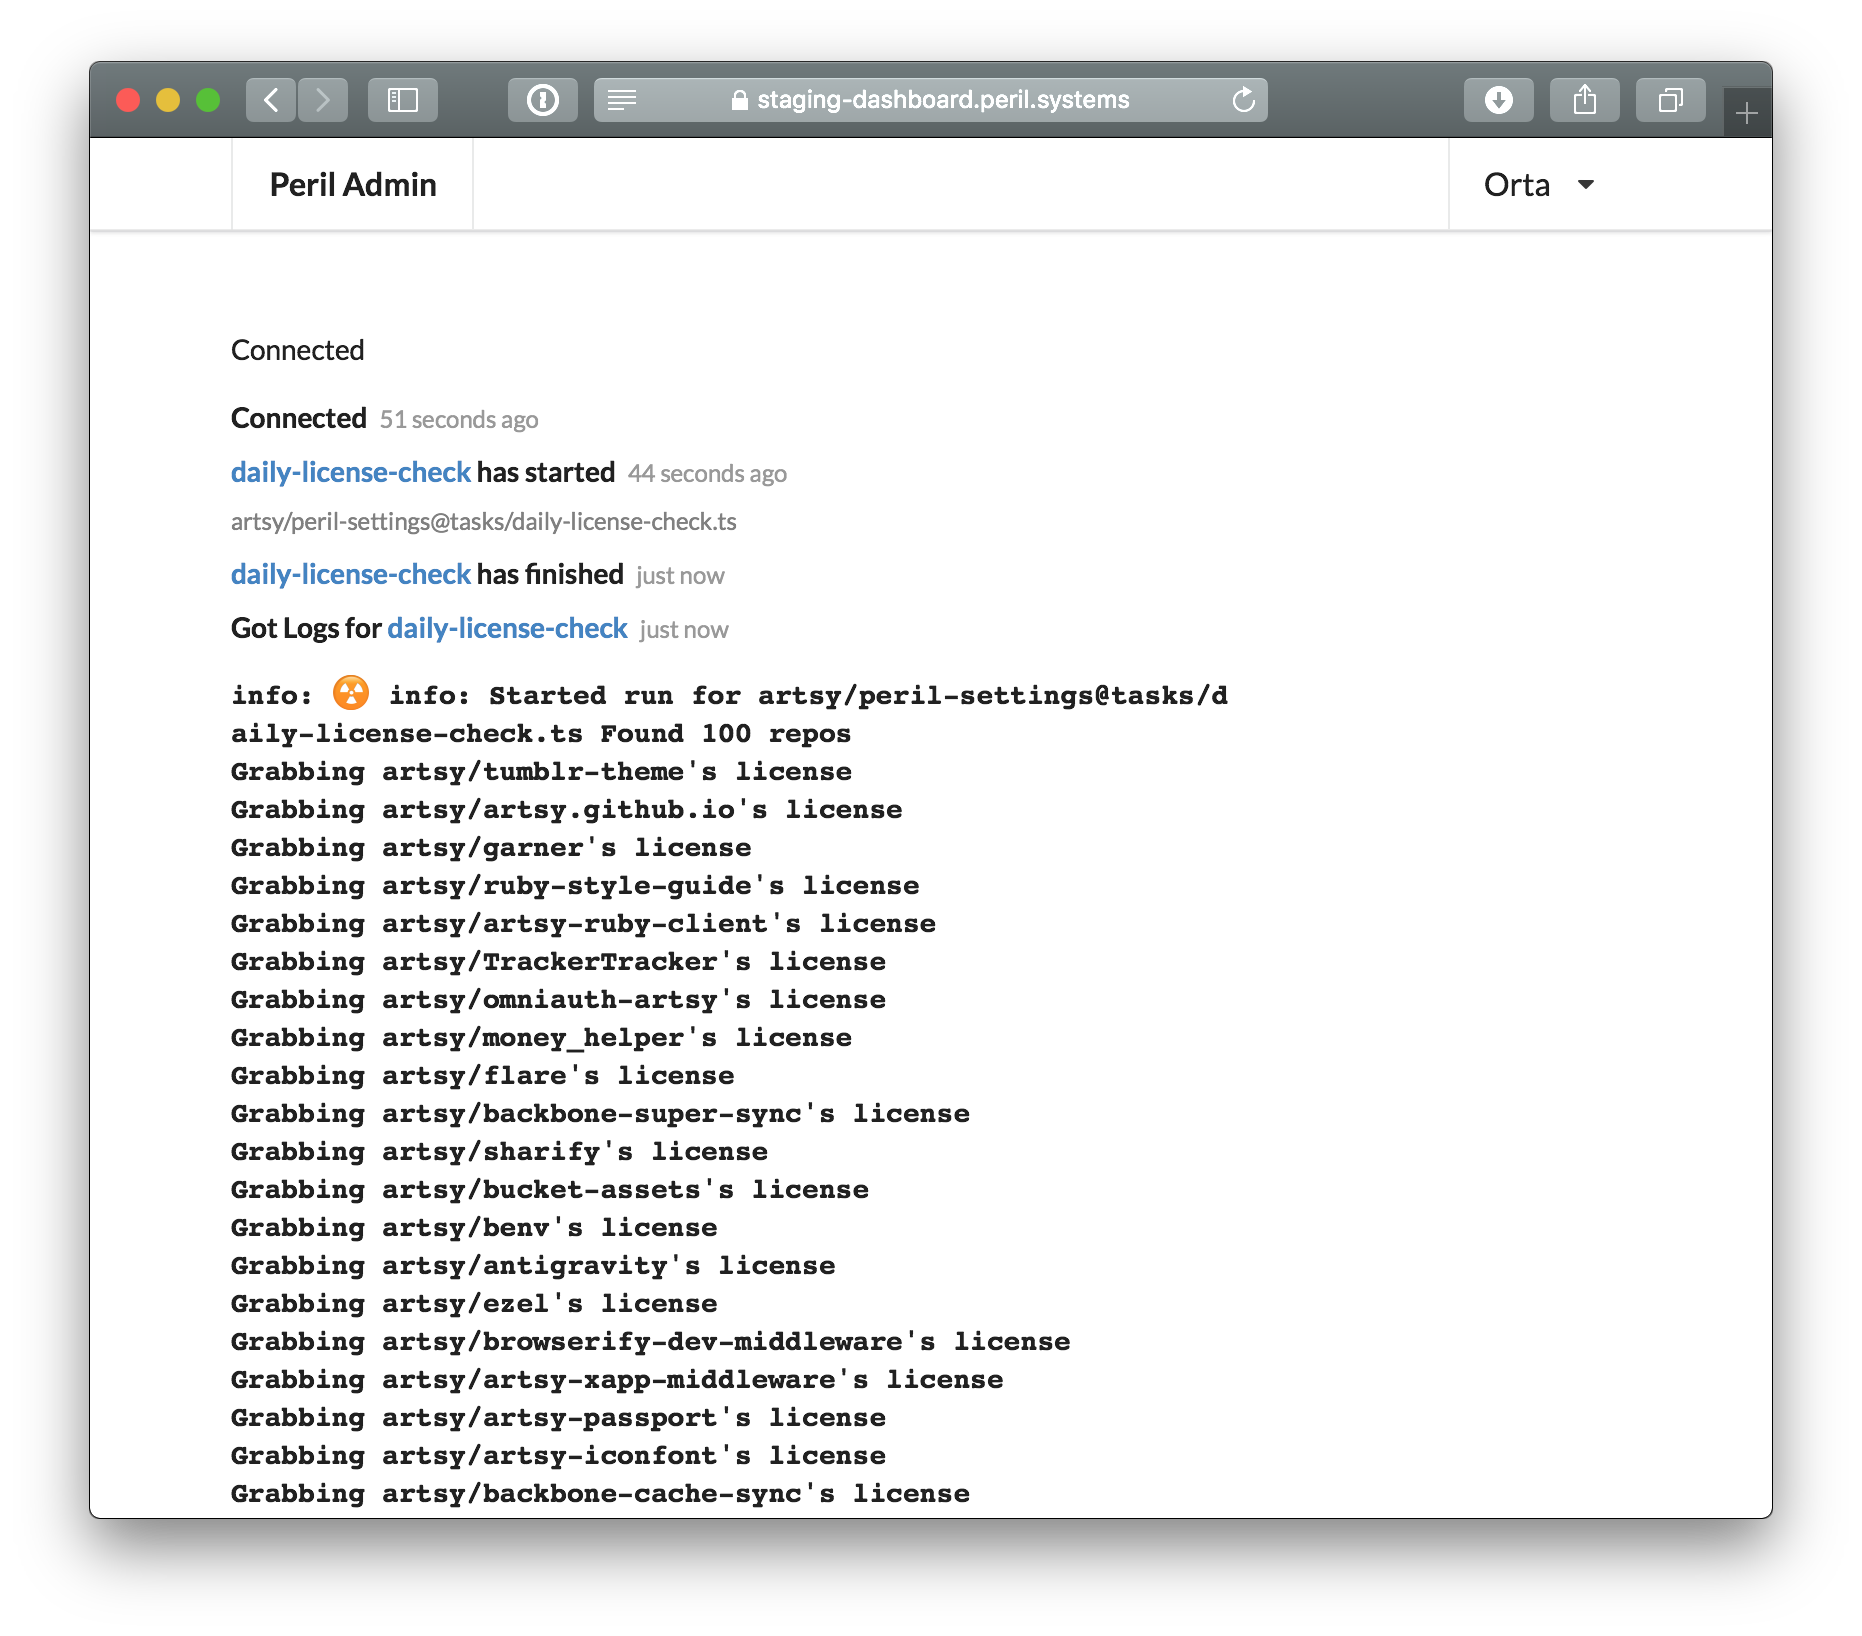 staging-dashboard.peril.systems
Peril Admin
Orta
Connected
Connected 51 seconds ago
daily-license-check has started 44 seconds ago
artsy/peril-settings@tasks/daily-license-check.ts
daily-license-check has finished just now
Got Logs for daily-license-check just now
info: ☢️ info: Started run for artsy/peril-settings@tasks/d
aily-license-check.ts Found 100 repos
Grabbing artsy/tumblr-theme's license
Grabbing artsy/artsy.github.io's license
Grabbing artsy/garner's license
Grabbing artsy/ruby-style-guide's license
Grabbing artsy/artsy-ruby-client's license
Grabbing artsy/TrackerTracker's license
Grabbing artsy/omniauth-artsy's license
Grabbing artsy/money_helper's license
Grabbing artsy/flare's license
Grabbing artsy/backbone-super-sync's license
Grabbing artsy/sharify's license
Grabbing artsy/bucket-assets's license
Grabbing artsy/benv's license
Grabbing artsy/antigravity's license
Grabbing artsy/ezel's license
Grabbing artsy/browserify-dev-middleware's license
Grabbing artsy/artsy-xapp-middleware's license
Grabbing artsy/artsy-passport's license
Grabbing artsy/artsy-iconfont's license
Grabbing artsy/backbone-cache-sync's license